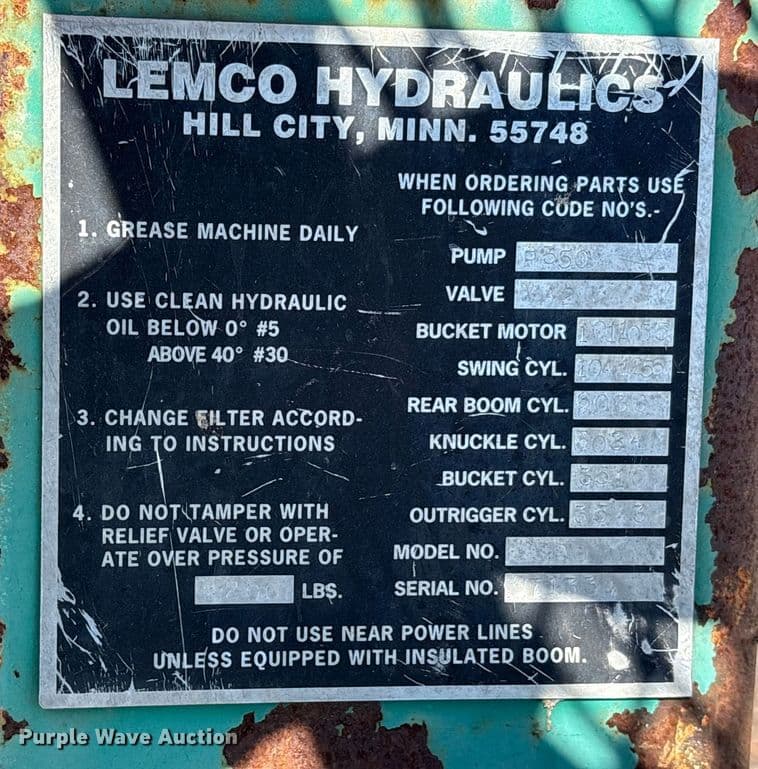 LEMCO HYDRAULICS
HILL CITY, MINN. 55748
1. GREASE MACHINE DAILY
2. USE CLEAN HYDRAULIC
OIL BELOW 0° #5
ABOVE 40° #30
3. CHANGE FILTER ACCORD-
ING TO INSTRUCTIONS
4. DO NOT TAMPER WITH
RELIEF VALVE OR OPER-
ATE OVER PRESSURE OF
LBS.
WHEN ORDERING PARTS USE
FOLLOWING CODE NO'S.-
PUMP
VALVE
BUCKET MOTOR
SWING CYL.
REAR BOOM CYL.
KNUCKLE CYL.
BUCKET CYL.
OUTRIGGER CYL.
MODEL NO.
SERIAL NO.
DO NOT USE NEAR POWER LINES
UNLESS EQUIPPED WITH INSULATED BOOM.
Purple Wave Auction